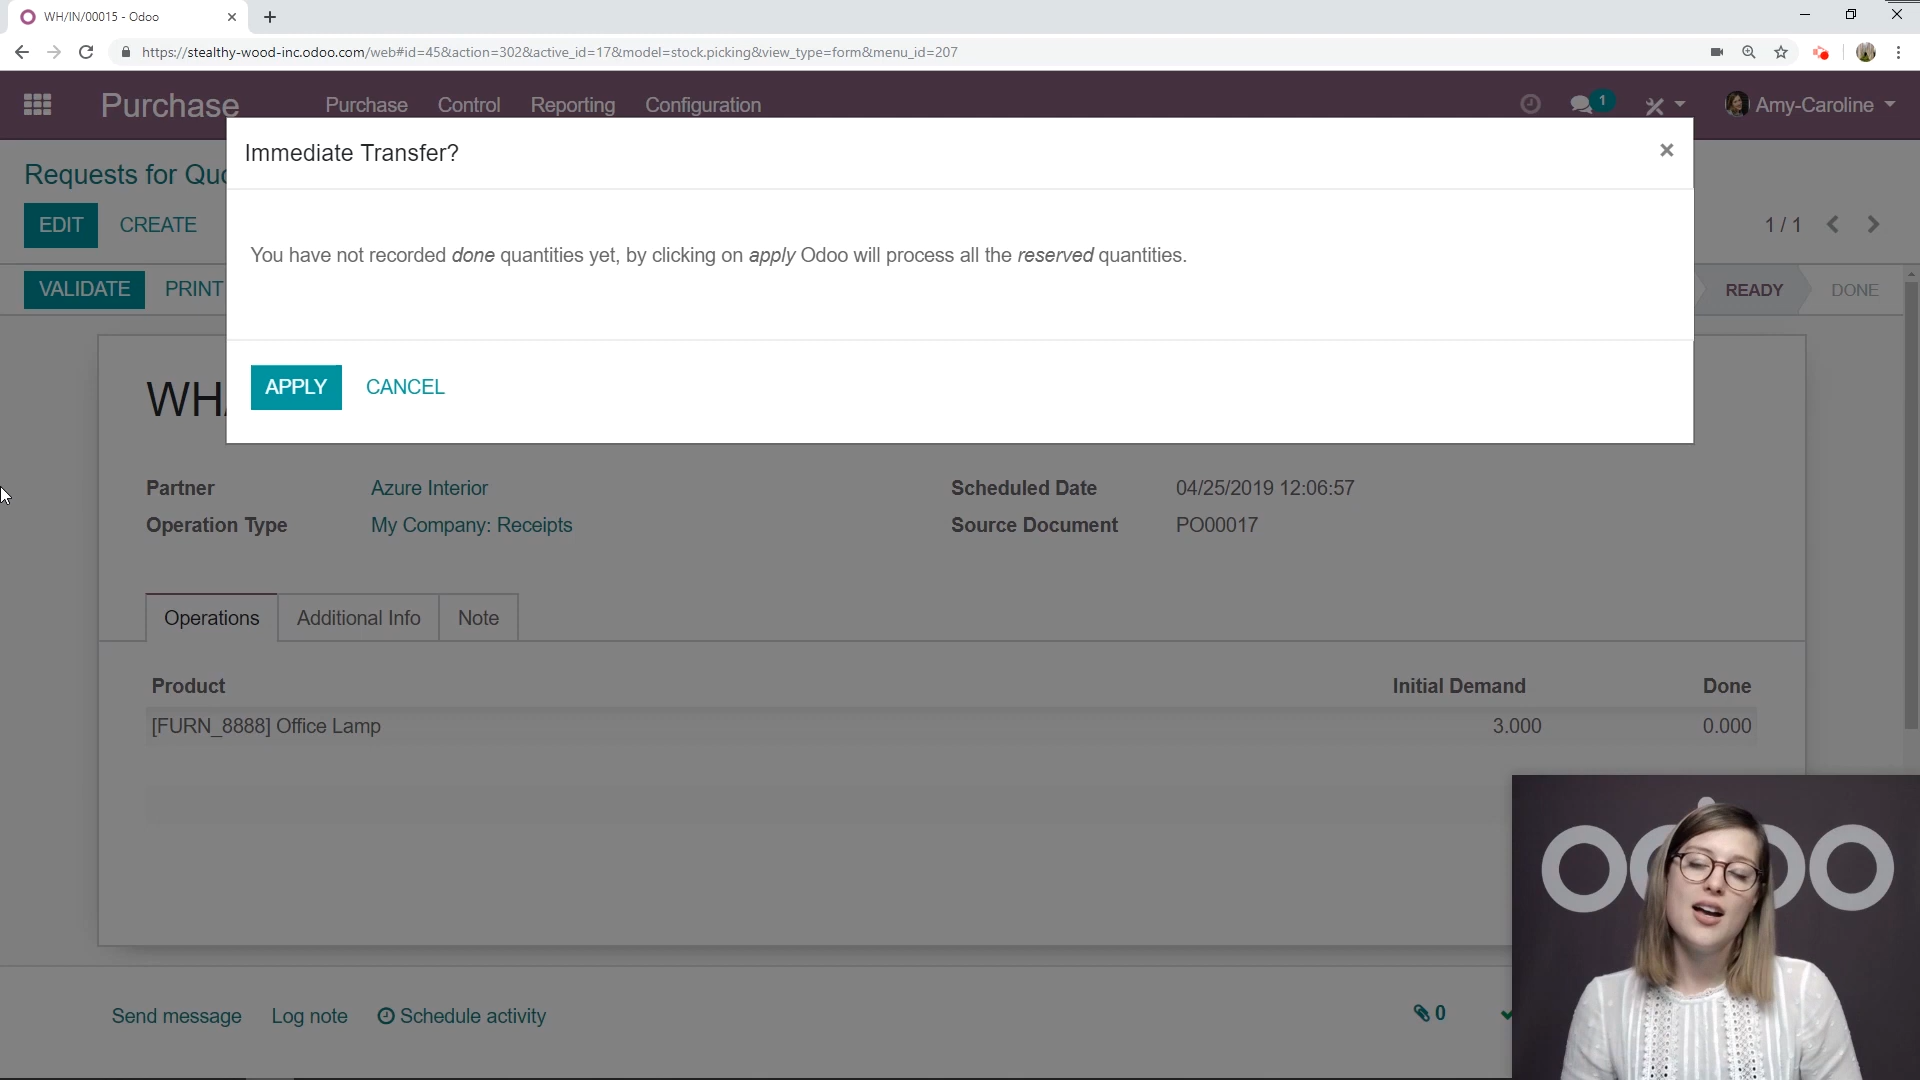 WH/IN/00015 - Odoo
https://stealthy-wood-inc.odoo.com/web#id=45&action=302&active_id=17&model=stock.picking&view_type=form&menu_id=207
Purchase Purchase Control Reporting Configuration 1 Amy-Caroline
Immediate Transfer?
Requests for Quo
EDIT CREATE 1 / 1
You have not recorded done quantities yet, by clicking on apply Odoo will process all the reserved quantities.
VALIDATE PRINT READY DONE
APPLY CANCEL
WH/
Partner Azure Interior Scheduled Date 04/25/2019 12:06:57
Operation Type My Company: Receipts Source Document PO00017
Operations Additional Info Note
Product Initial Demand Done
[FURN_8888] Office Lamp 3.000 0.000
odoo
Send message Log note Schedule activity 0